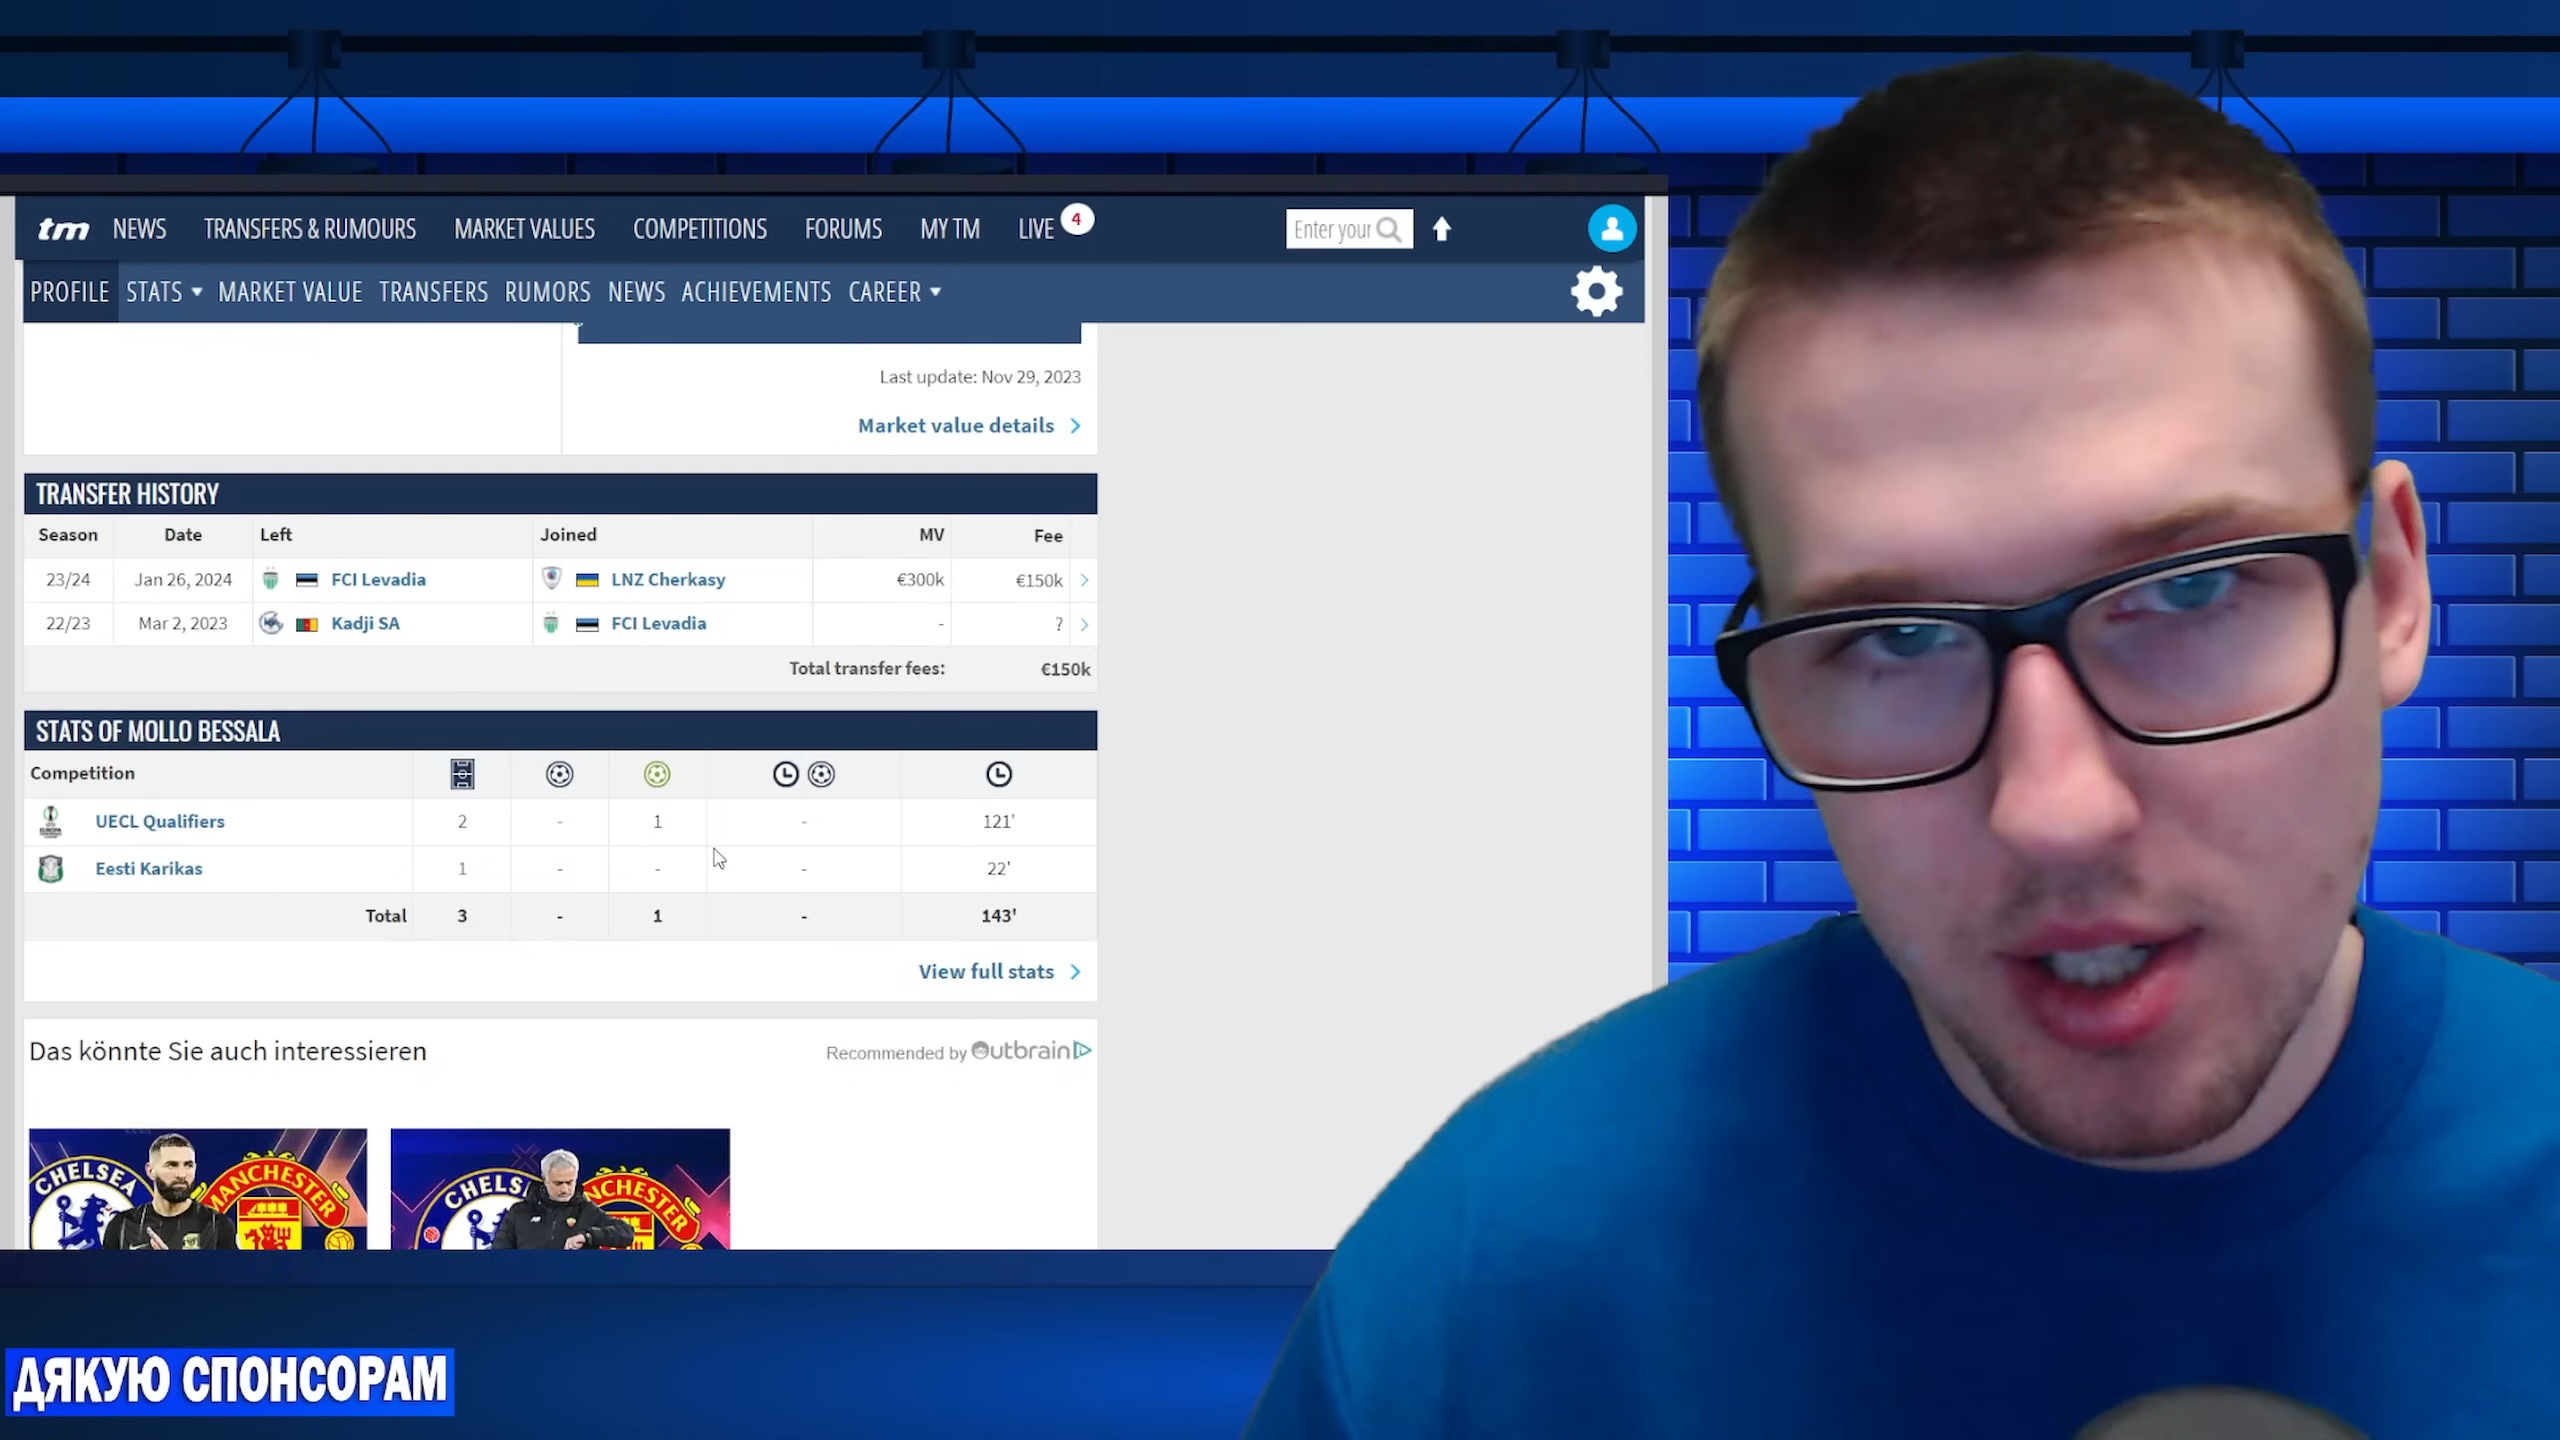 tm NEWS TRANSFERS & RUMOURS MARKET VALUES COMPETITIONS FORUMS MY TM LIVE 4 Enter your
PROFILE STATS MARKET VALUE TRANSFERS RUMORS NEWS ACHIEVEMENTS CAREER
Last update: Nov 29, 2023
Market value details
TRANSFER HISTORY
Season Date Left Joined MV Fee
23/24 Jan 26, 2024 FCI Levadia LNZ Cherkasy €300k €150k
22/23 Mar 2, 2023 Kadji SA FCI Levadia - ?
Total transfer fees: €150k
STATS OF MOLLO BESSALA
Competition
UECL Qualifiers 2 - 1 - 121'
Eesti Karikas 1 - - - 22'
Total 3 - 1 - 143'
View full stats
Das könnte Sie auch interessieren
Recommended by Outbrain
CHELSEA MANCHESTER
ДЯКУЮ СПОНСОРАМ